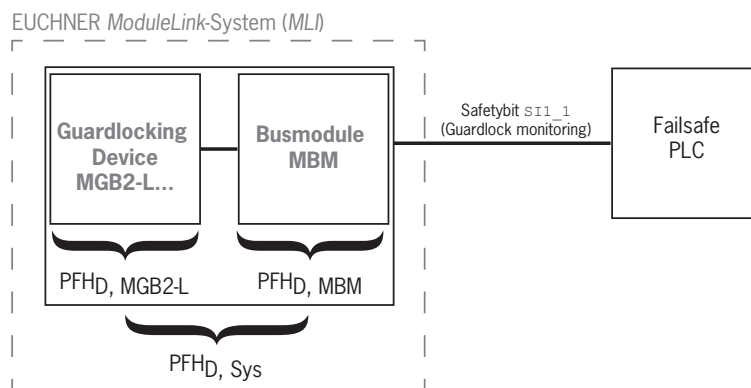 EUCHNER ModuleLink-System (MLI)
Guardlocking
Device
MGB2-L...
Busmodule
MBM
Safetybit SI1_1
(Guardlock monitoring)
Failsafe
PLC
PFHD, MGB2-L
PFHD, MBM
PFHD, Sys